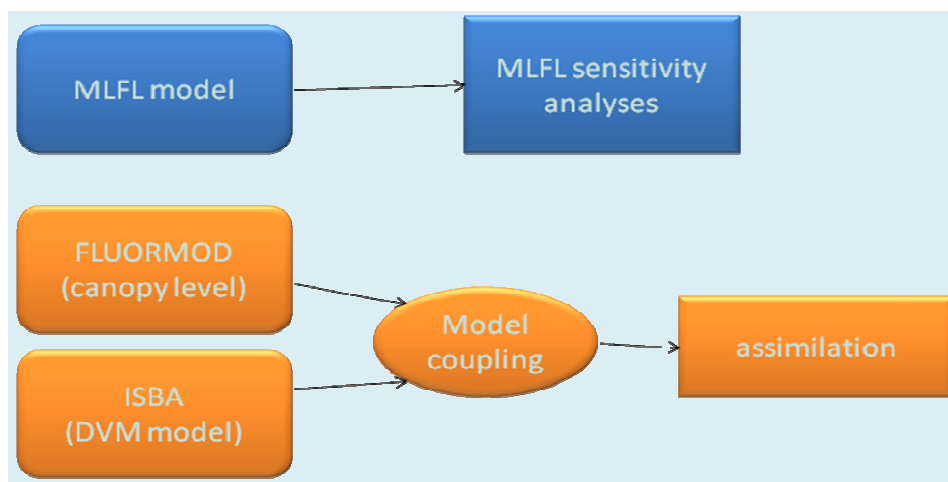 MLFL model
MLFL sensitivity
analyses
FLUORMOD
(canopy level)
ISBA
(DVM model)
Model
coupling
assimilation